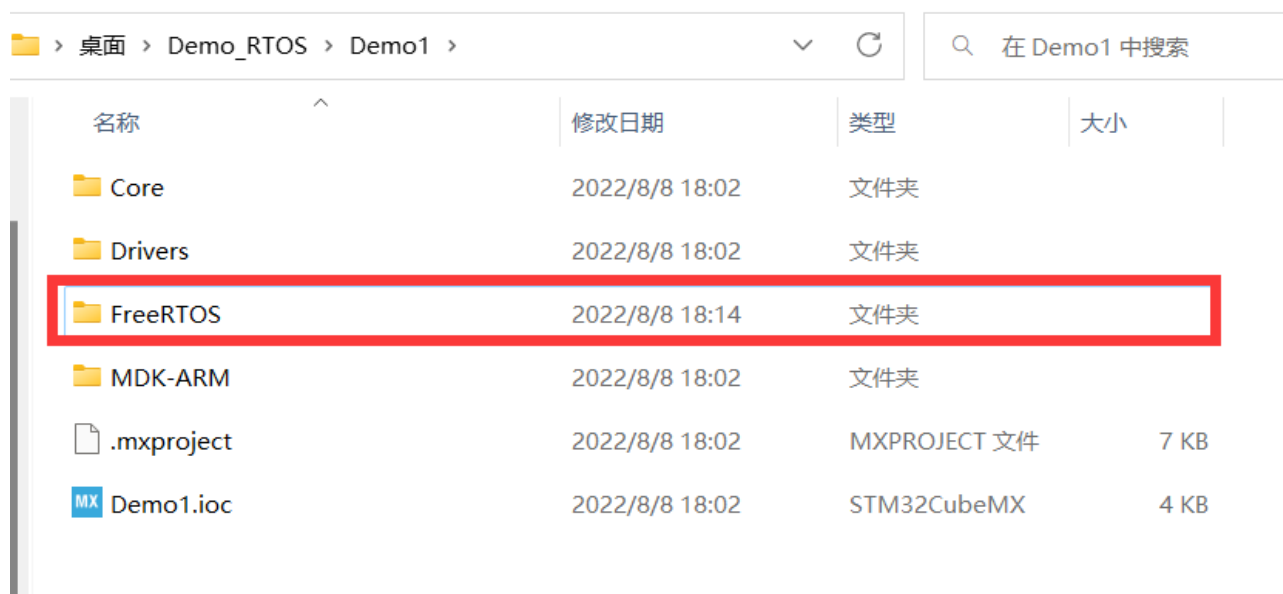 桌面 > Demo_RTOS > Demo1 >
在 Demo1 中搜索
名称 修改日期 类型 大小
Core 2022/8/8 18:02 文件夹
Drivers 2022/8/8 18:02 文件夹
FreeRTOS 2022/8/8 18:14 文件夹
MDK-ARM 2022/8/8 18:02 文件夹
.mxproject 2022/8/8 18:02 MXPROJECT 文件 7 KB
MX Demo1.ioc 2022/8/8 18:02 STM32CubeMX 4 KB